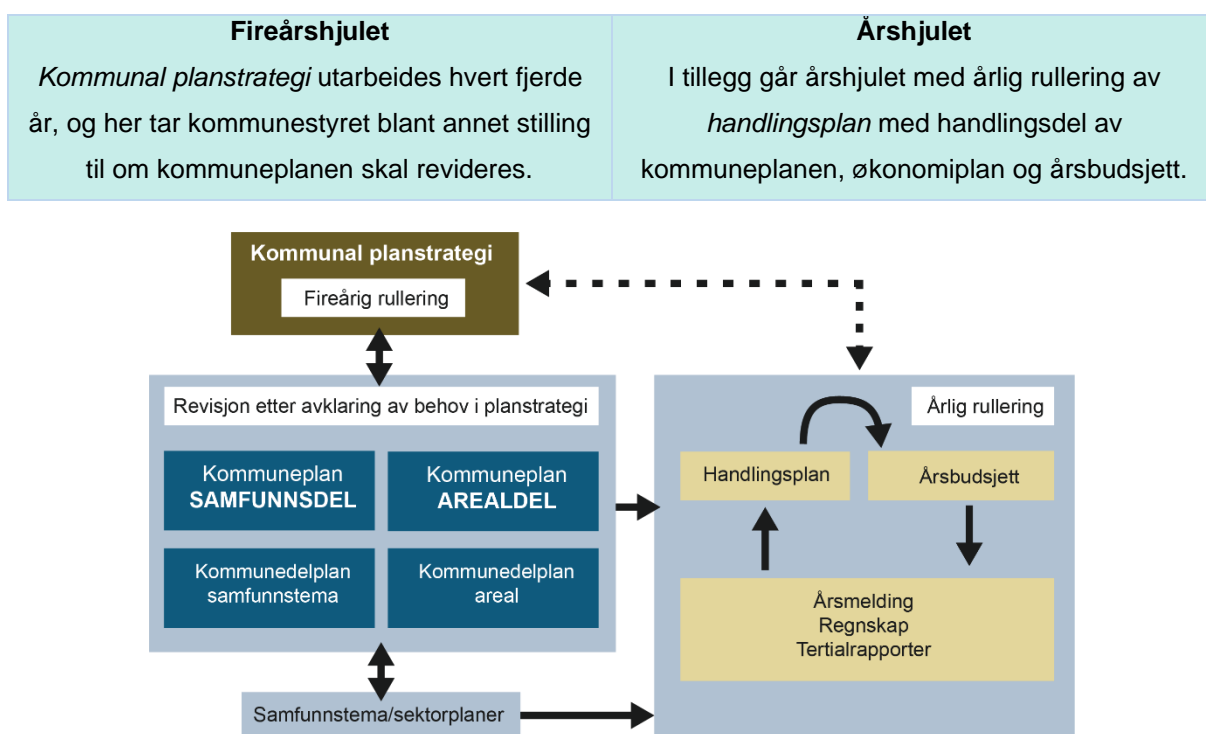 Fireårshjulet
Kommunal planstrategi utarbeides hvert fjerde
år, og her tar kommunestyret blant annet stilling
til om kommuneplanen skal revideres.
Årshjulet
I tillegg går årshjulet med årlig rullering av
handlingsplan med handlingsdel av
kommuneplanen, økonomiplan og årsbudsjett.
Kommunal planstrategi
Fireårig rullering
Revisjon etter avklaring av behov i planstrategi
Kommuneplan
SAMFUNNSDEL
Kommuneplan
AREALDEL
Kommunedelplan
samfunnstema
Kommunedelplan
areal
Samfunnstema/sektorplaner
Årlig rullering
Handlingsplan
Årsbudsjett
Årsmelding
Regnskap
Tertialrapporter